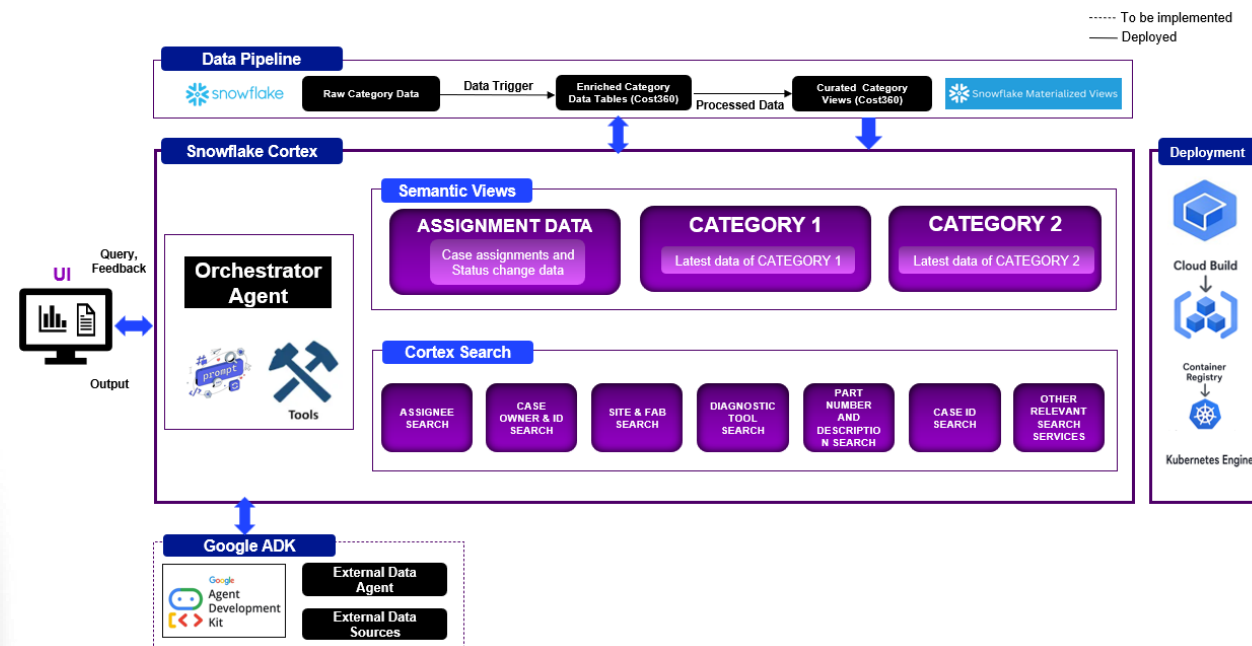 To be implemented
Deployed
Data Pipeline
snowflake
Raw Category Data
Data Trigger
Enriched Category
Data Tables (Cost360)
Processed Data
Curated Category
Views (Cost360)
Snowflake Materialized Views
Snowflake Cortex
Deployment
Semantic Views
ASSIGNMENT DATA
Case assignments and
Status change data
CATEGORY 1
Latest data of CATEGORY 1
CATEGORY 2
Latest data of CATEGORY 2
Query,
Feedback
UI
Output
Orchestrator
Agent
prompt
Tools
Cortex Search
ASSIGNEE
SEARCH
CASE
OWNER & ID
SEARCH
SITE & FAB
SEARCH
DIAGNOSTIC
TOOL
SEARCH
PART
NUMBER
AND
DESCRIPTIO
N SEARCH
CASE ID
SEARCH
OTHER
RELEVANT
SEARCH
SERVICES
Cloud Build
Container
Registry
Kubernetes Engine
Google ADK
Google
Agent
Development
Kit
External Data
Agent
External Data
Sources